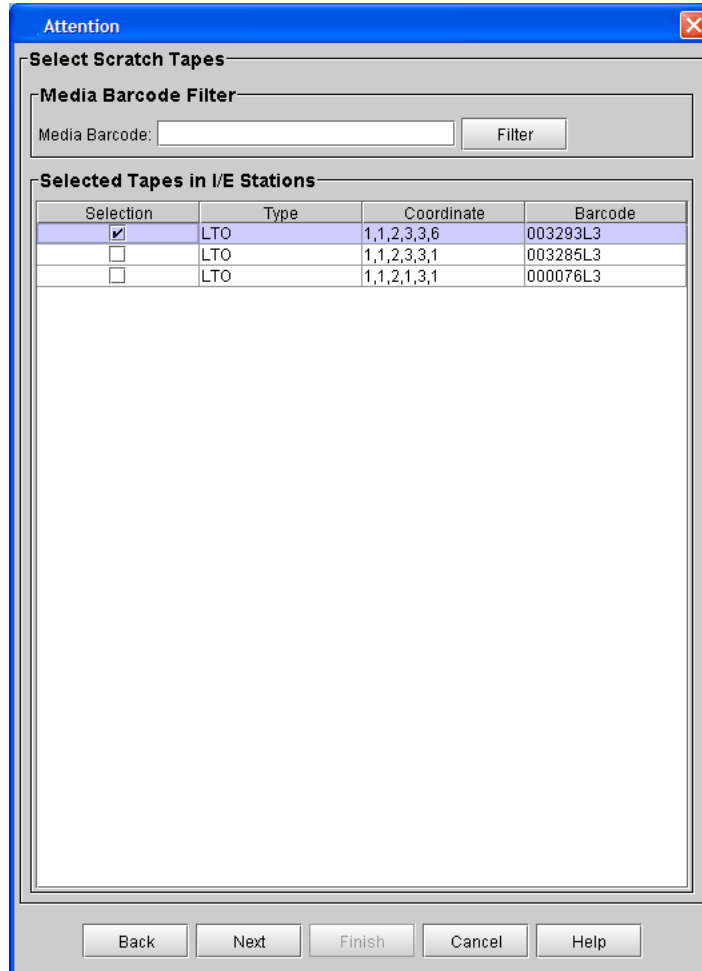 Attention
Select Scratch Tapes
Media Barcode Filter
Media Barcode: Filter
Selected Tapes in I/E Stations
Selection Type Coordinate Barcode
LTO 1,1,2,3,3,6 003293L3
LTO 1,1,2,3,3,1 003285L3
LTO 1,1,2,1,3,1 000076L3
Back Next Finish Cancel Help